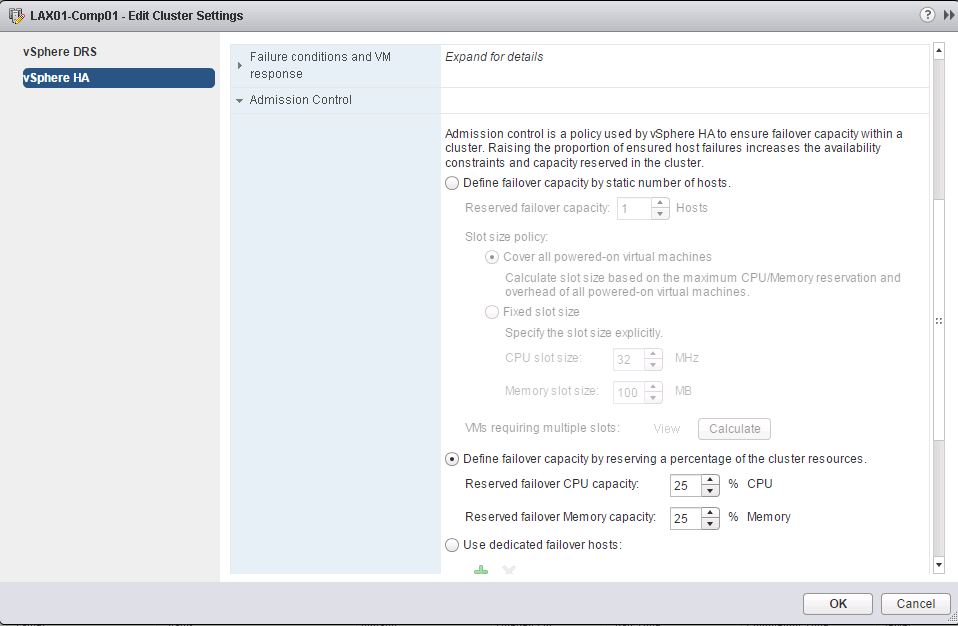 LAX01-Comp01 - Edit Cluster Settings
?
vSphere DRS
vSphere HA
Failure conditions and VM
response
Expand for details
Admission Control
Admission control is a policy used by vSphere HA to ensure failover capacity within a
cluster. Raising the proportion of ensured host failures increases the availability
constraints and capacity reserved in the cluster.
Define failover capacity by static number of hosts.
Reserved failover capacity: 1 Hosts
Slot size policy:
Cover all powered-on virtual machines
Calculate slot size based on the maximum CPU/Memory reservation and
overhead of all powered-on virtual machines.
Fixed slot size
Specify the slot size explicitly.
CPU slot size: 32 MHz
Memory slot size: 100 MB
VMs requiring multiple slots: View Calculate
Define failover capacity by reserving a percentage of the cluster resources.
Reserved failover CPU capacity: 25 % CPU
Reserved failover Memory capacity: 25 % Memory
Use dedicated failover hosts:
OK Cancel